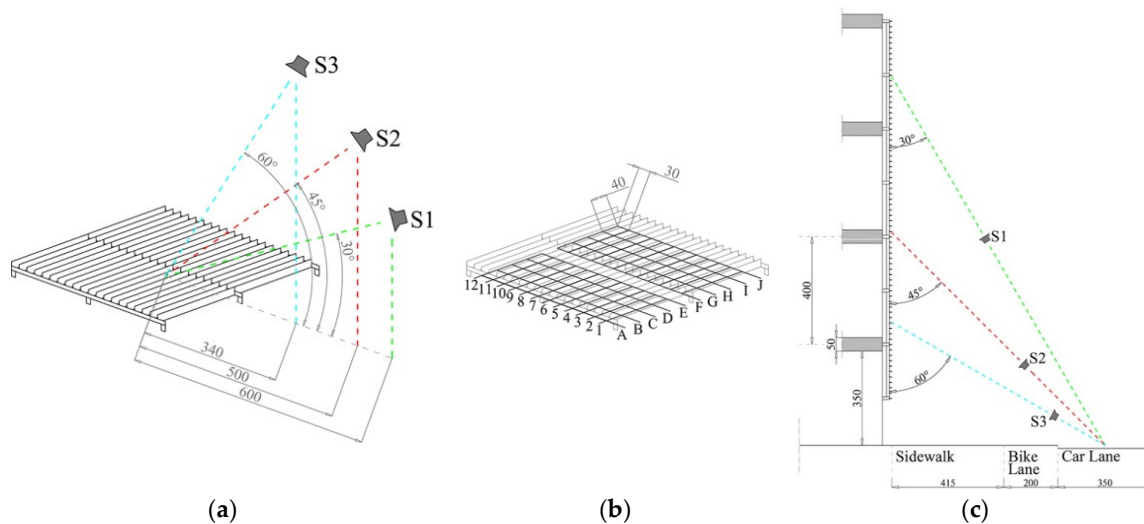 S3
S2
S1
60°
45°
30°
340
500
600
(a)
40
30
12 11 10 9 8 7 6 5 4 3 2 1
A B C D E F G H I J
(b)
30°
S1
400
45°
50
S2
60°
350
S3
Sidewalk
Bike
Lane
Car Lane
415
200
350
(c)